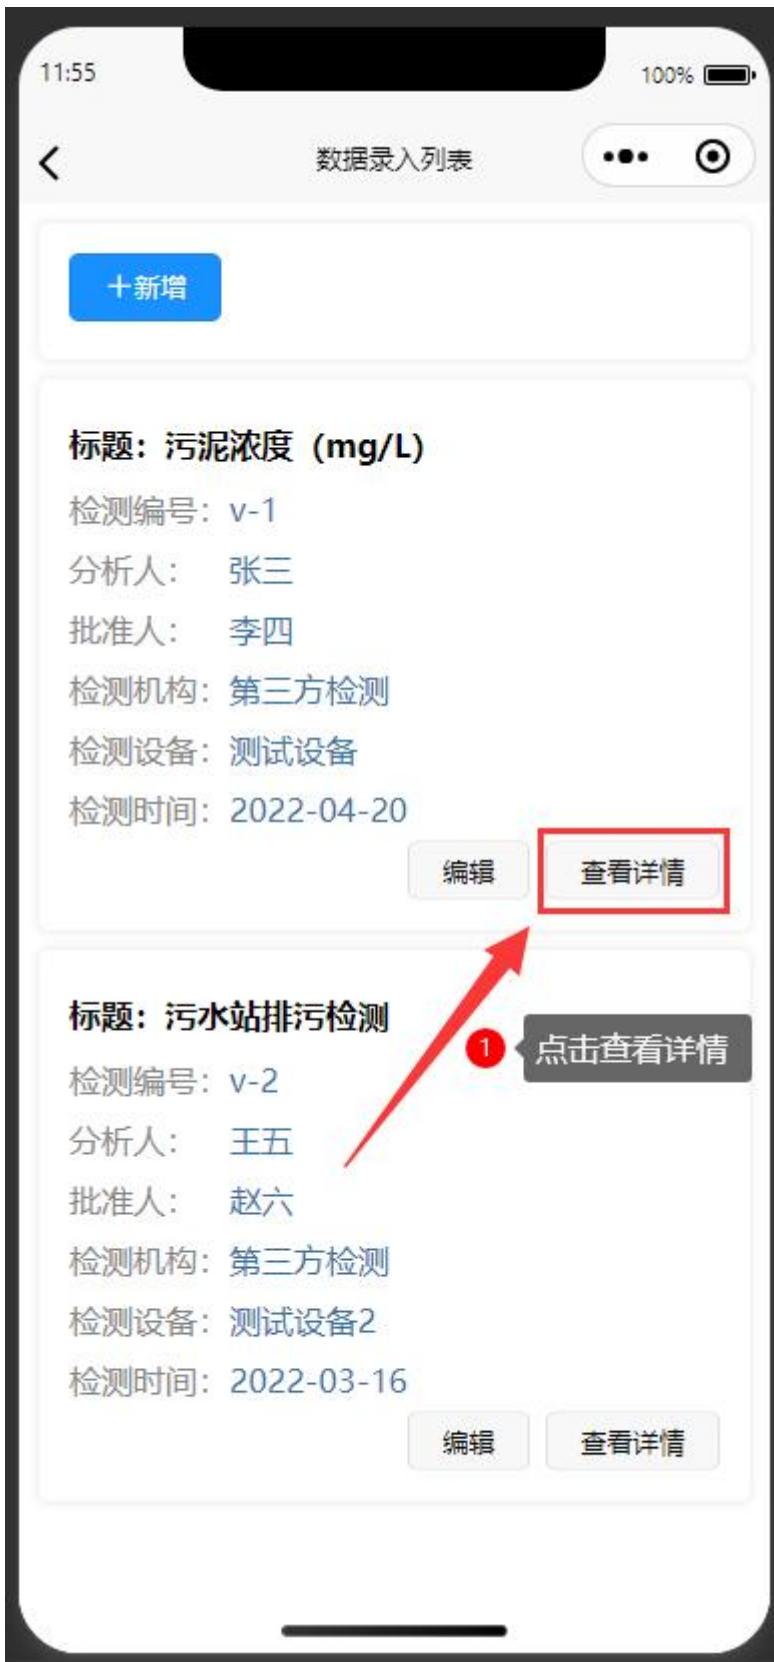 11:55
100%
数据录入列表
+新增
标题：污泥浓度（mg/L）
检测编号：v-1
分析人： 张三
批准人： 李四
检测机构：第三方检测
检测设备：测试设备
检测时间：2022-04-20
编辑 查看详情
标题：污水站排污检测
1 点击查看详情
检测编号：v-2
分析人： 王五
批准人： 赵六
检测机构：第三方检测
检测设备：测试设备2
检测时间：2022-03-16
编辑 查看详情